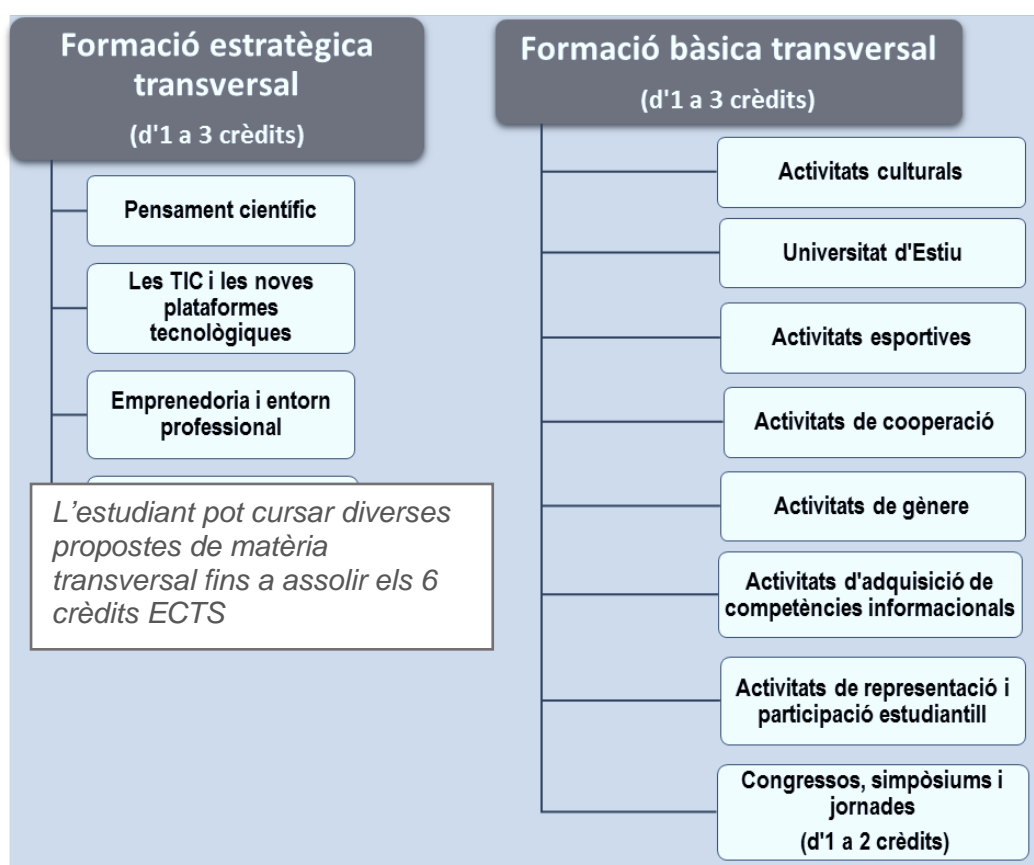 Formació estratègica
transversal
(d'1 a 3 crèdits)
Pensament científic
Les TIC i les noves
plataformes
tecnològiques
Emprenedoria i entorn
professional
L'estudiant pot cursar diverses
propostes de matèria
transversal fins a assolir els 6
crèdits ECTS
Formació bàsica transversal
(d'1 a 3 crèdits)
Activitats culturals
Universitat d'Estiu
Activitats esportives
Activitats de cooperació
Activitats de gènere
Activitats d'adquisició de
competències informacionals
Activitats de representació i
participació estudiantill
Congressos, simpòsiums i
jornades
(d'1 a 2 crèdits)